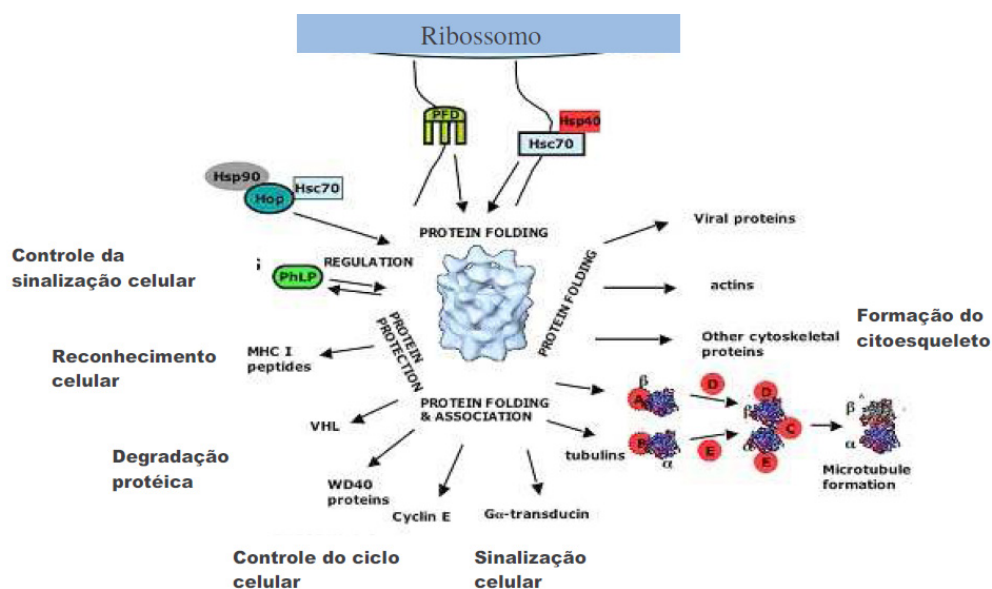 Ribossomo
PFD
Hsp40
Hsc70
Hsp90
Hop
Hsc70
PROTEIN FOLDING
Viral proteins
Controle da
sinalização celular
i
PhLP
REGULATION
PROTEIN FOLDING
actins
Formação do
citoesqueleto
Other cytoskeletal
proteins
Reconhecimento
celular
MHC I
peptides
PROTEIN
PROTECTION
PROTEIN FOLDING
& ASSOCIATION
β
A
D
D
β
C
β
α
VHL
tubulins
B
α
E
α
E
Microtubule
formation
Degradação
protéica
WD40
proteins
Cyclin E
Gα-transducin
Controle do ciclo
celular
Sinalização
celular